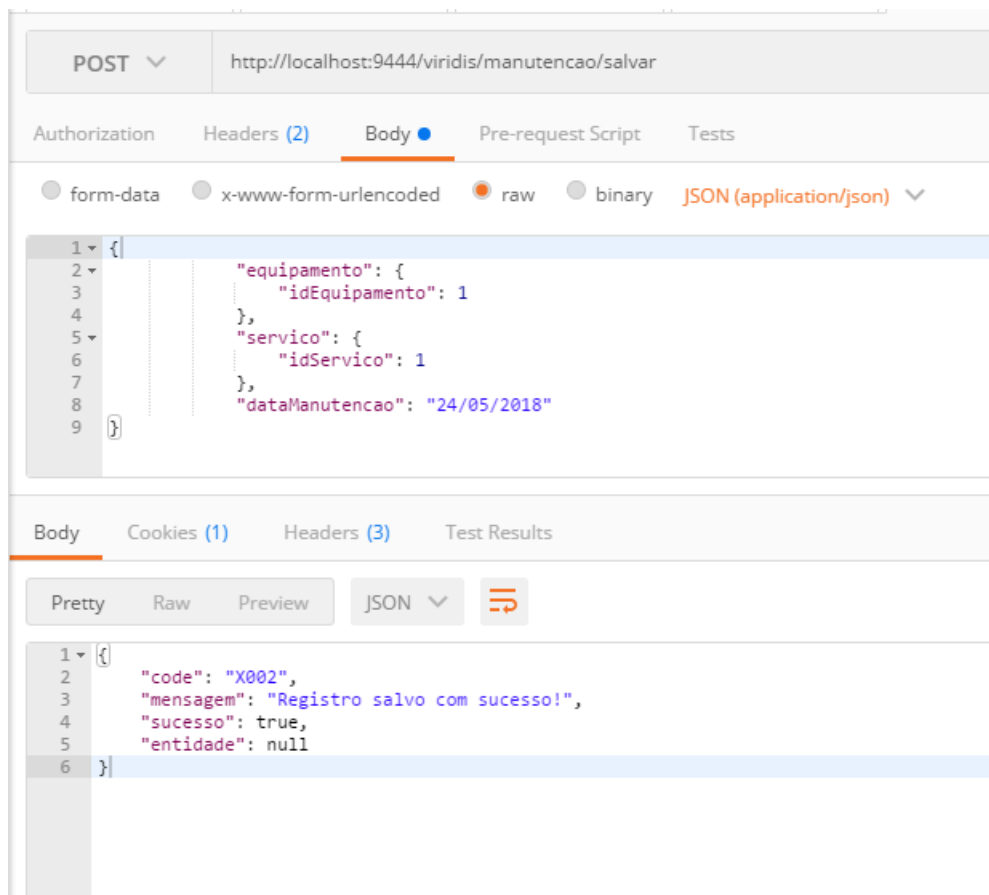 POST http://localhost:9444/viridis/manutencao/salvar
Authorization Headers (2) Body Pre-request Script Tests
form-data x-www-form-urlencoded raw binary JSON (application/json)
1 {
2 "equipamento": {
3 "idEquipamento": 1
4 },
5 "servico": {
6 "idServico": 1
7 },
8 "dataManutencao": "24/05/2018"
9 }
Body Cookies (1) Headers (3) Test Results
Pretty Raw Preview JSON
1 {
2 "code": "X002",
3 "mensagem": "Registro salvo com sucesso!",
4 "sucesso": true,
5 "entidade": null
6 }